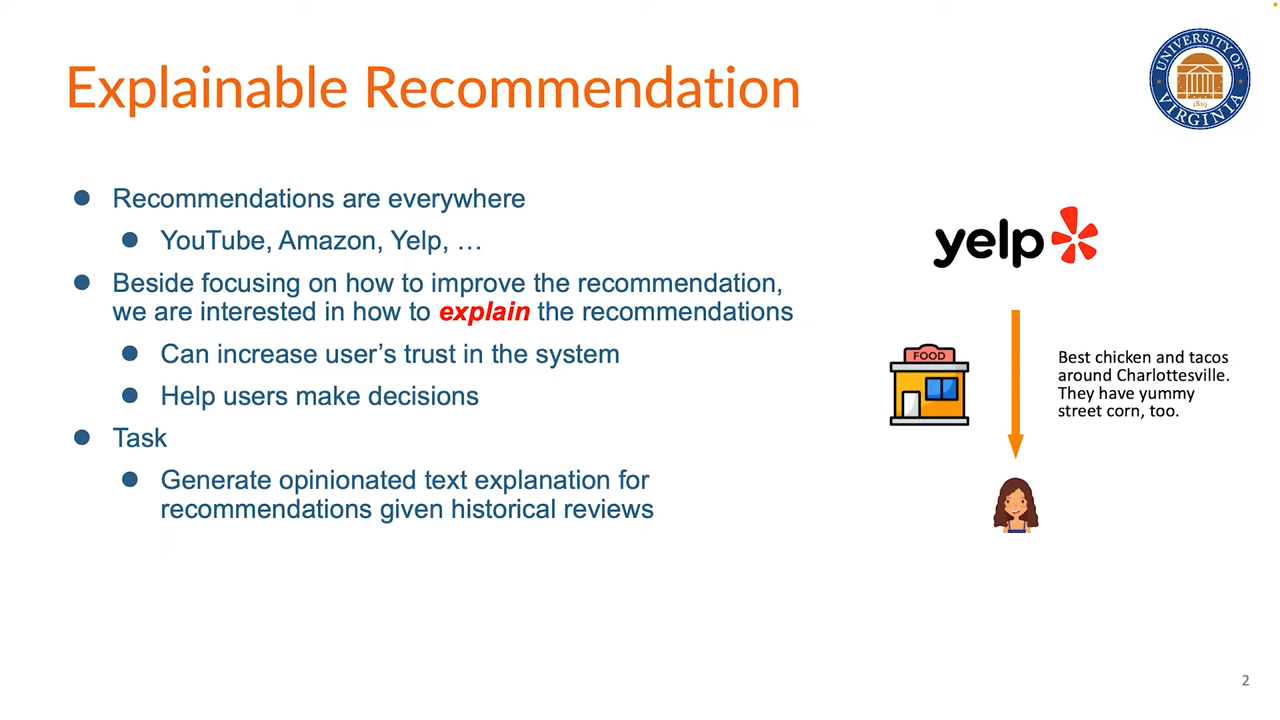 Explainable Recommendation
UNIVERSITY OF
VIRGINIA
1819
Recommendations are everywhere
YouTube, Amazon, Yelp, …
Beside focusing on how to improve the recommendation,
we are interested in how to explain the recommendations
Can increase user’s trust in the system
Help users make decisions
Task
Generate opinionated text explanation for
recommendations given historical reviews
yelp
FOOD
Best chicken and tacos
around Charlottesville.
They have yummy
street corn, too.
2